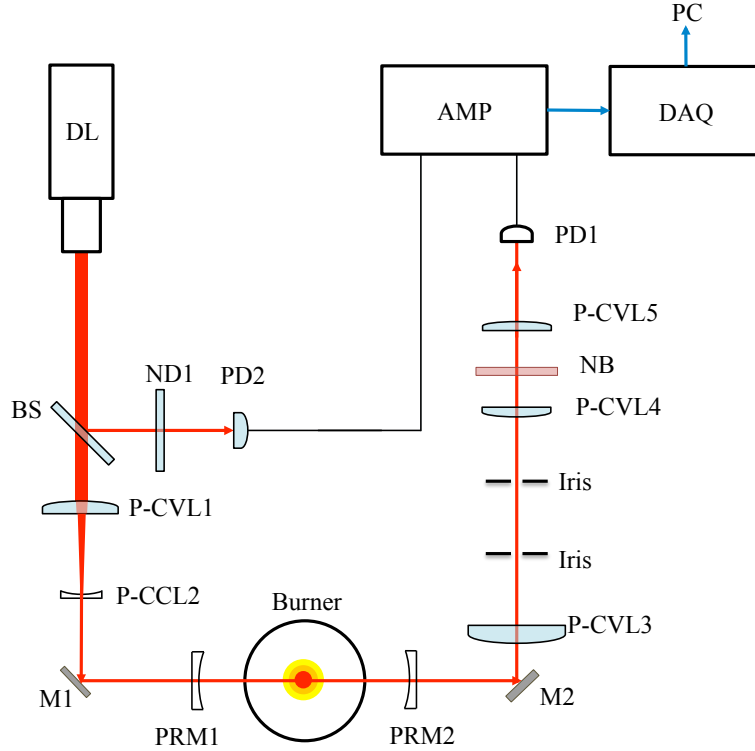 PC
DL
AMP
DAQ
PD1
P-CVL5
ND1
PD2
NB
BS
P-CVL4
Iris
P-CVL1
Iris
P-CCL2
Burner
P-CVL3
M1
M2
PRM1
PRM2